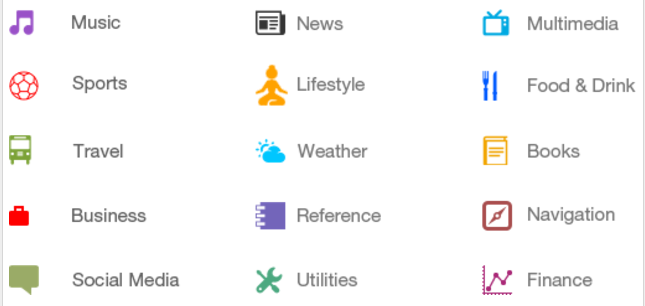 Music
News
Multimedia
Sports
Lifestyle
Food & Drink
Travel
Weather
Books
Business
Reference
Navigation
Social Media
Utilities
Finance